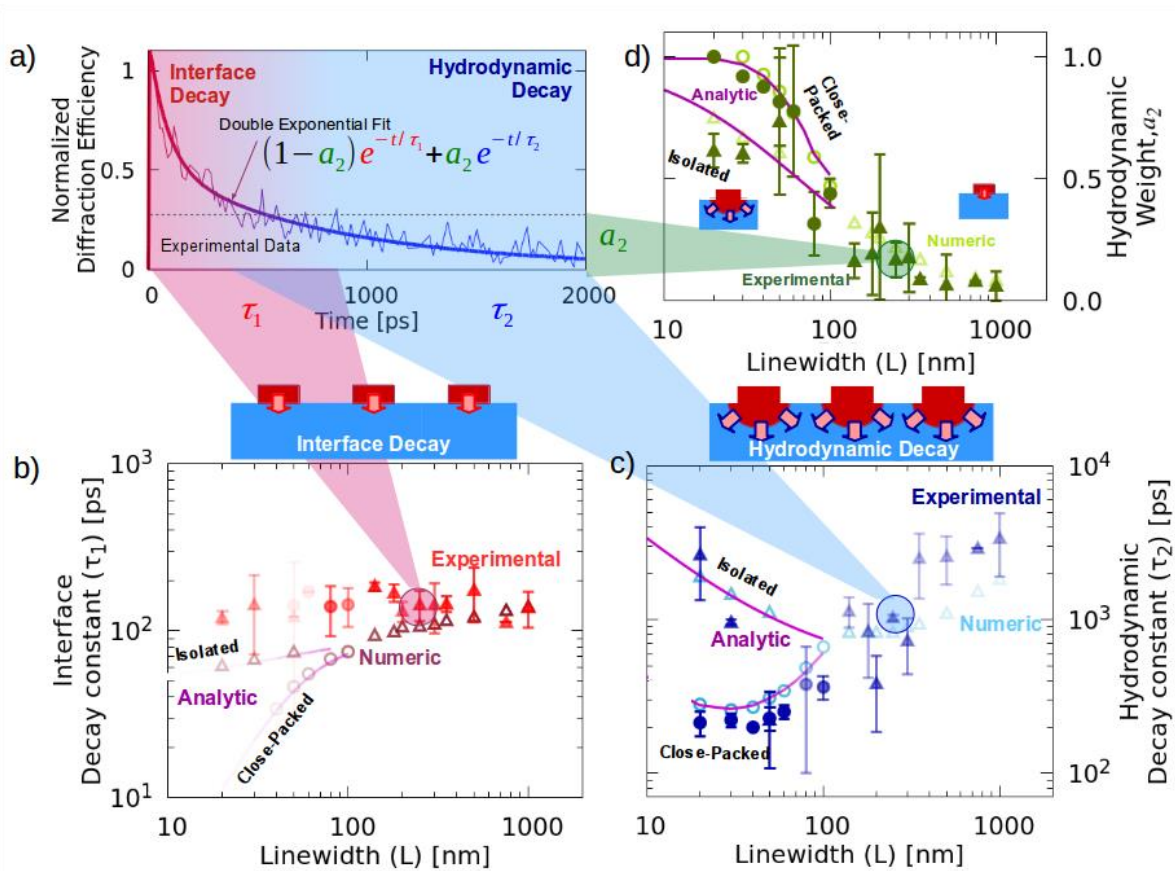 a)
Normalized
Diffraction Efficiency
1
0.5
0
Interface
Decay
Hydrodynamic
Decay
Double Exponential Fit
(1−a₂)e^{−t/τ₁}+a₂e^{−t/τ₂}
Experimental Data
a₂
0
1000
2000
τ₁
Time [ps]
τ₂
d)
Analytic
Close-
Packed
Isolated
Numeric
Experimental
1.0
0.5
0.0
Hydrodynamic
Weight, a₂
10
100
1000
Linewidth (L) [nm]
Interface Decay
Hydrodynamic Decay
b)
Interface
Decay constant (τ₁) [ps]
10³
10²
10¹
Experimental
Isolated
Numeric
Analytic
Close-Packed
10
100
1000
Linewidth (L) [nm]
c)
Experimental
Isolated
Analytic
Numeric
Close-Packed
10⁴
10³
10²
Hydrodynamic
Decay constant (τ₂) [ps]
10
100
1000
Linewidth (L) [nm]